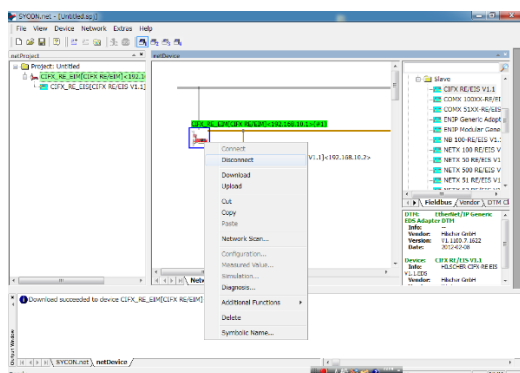 SYCON.net - [Untitled.spj]
File View Device Network Extras Help
netProject
netDevice
Project: Untitled
CIFX_RE_EIM[CIFX RE/EIM]<192.1
CIFX_RE_EIS[CIFX RE/EIS V1.1]
CIFX_RE_EIM[CIFX RE/EIM]<192.168.10.1>(#1)
V1.1]<192.168.10.2>
Connect
Disconnect
Download
Upload
Cut
Copy
Paste
Network Scan...
Configuration...
Measured Value...
Simulation...
Diagnosis...
Additional Functions
Delete
Symbolic Name...
Slave
CIFX RE/EIS V1.1
COMX 100XX-RE/EI
COMX 51XX-RE/EIS
ENIP Generic Adapt
ENIP Modular Gene
NB 100-RE/EIS V1.
NETX 100 RE/EIS V
NETX 50 RE/EIS V1
NETX 500 RE/EIS V
NETX 51 RE/EIS V1
Fieldbus Vendor DTM Cl
DTM: EtherNet/IP Generic
EDS Adapter DTM
Info: --
Vendor: Hilscher GmbH
Version: V1.1100.7.1622
Date: 2012-02-08
Device: CIFX RE/EIS V1.1
Info: HILSCHER CIFX-RE EIS
V1.1.EDS
Vendor: Hilscher GmbH
Netw
Download succeeded to device CIFX_RE_EIM[CIFX RE/EIM]
Output Window
SYCON.net netDevice